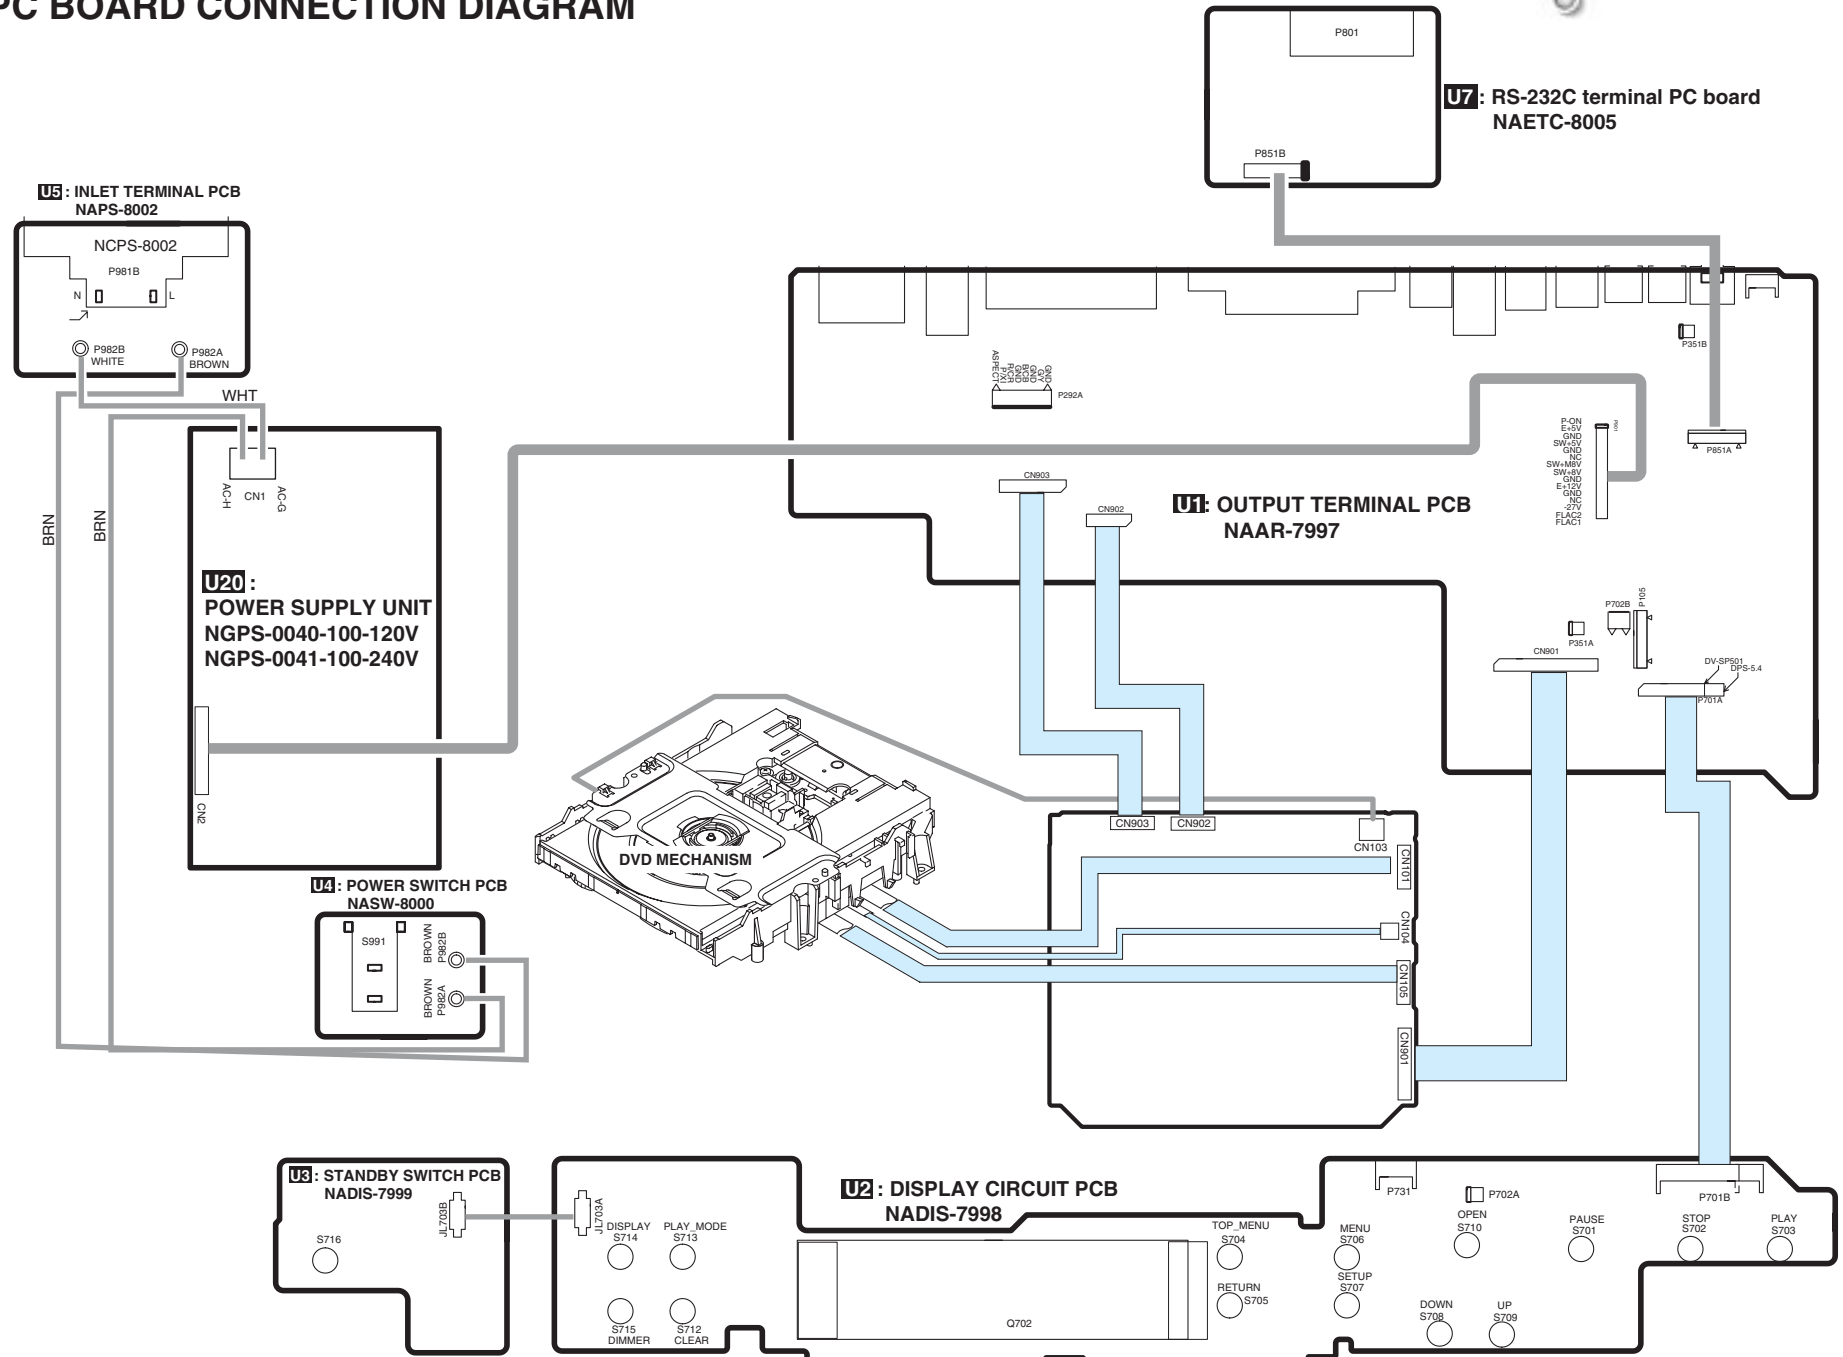 PC BOARD CONNECTION DIAGRAM
P801
U7 : RS-232C terminal PC board
NAETC-8005
P851B
U5 : INLET TERMINAL PCB
NAPS-8002
NCPS-8002
P981B
N
L
P982B
WHITE
P982A
BROWN
WHT
BRN
BRN
AC-H
CN1
AC-G
U20 :
POWER SUPPLY UNIT
NGPS-0040-100-120V
NGPS-0041-100-240V
CN2
ASPECT
P/XI
R/CR
GND
B/CB
GND
G/Y
GND
P292A
P351B
P-ON
E+5V
GND
SW+5V
GND
NC
SW+M8V
SW+8V
GND
E+12V
GND
NC
-27V
FLAC2
FLAC1
P851A
CN903
CN902
U1: OUTPUT TERMINAL PCB
NAAR-7997
P702B
P105
P351A
CN901
DV-SP501
DPS-5.4
P701A
DVD MECHANISM
CN903
CN902
CN103
CN101
CN104
CN105
CN901
U4 : POWER SWITCH PCB
NASW-8000
S991
BROWN
P982B
BROWN
P982A
U3 : STANDBY SWITCH PCB
NADIS-7999
JL703B
S716
JL703A
DISPLAY
S714
PLAY_MODE
S713
S715
DIMMER
S712
CLEAR
U2 : DISPLAY CIRCUIT PCB
NADIS-7998
Q702
TOP_MENU
S704
RETURN
S705
MENU
S706
SETUP
S707
P731
P702A
OPEN
S710
DOWN
S708
UP
S709
PAUSE
S701
P701B
STOP
S702
PLAY
S703